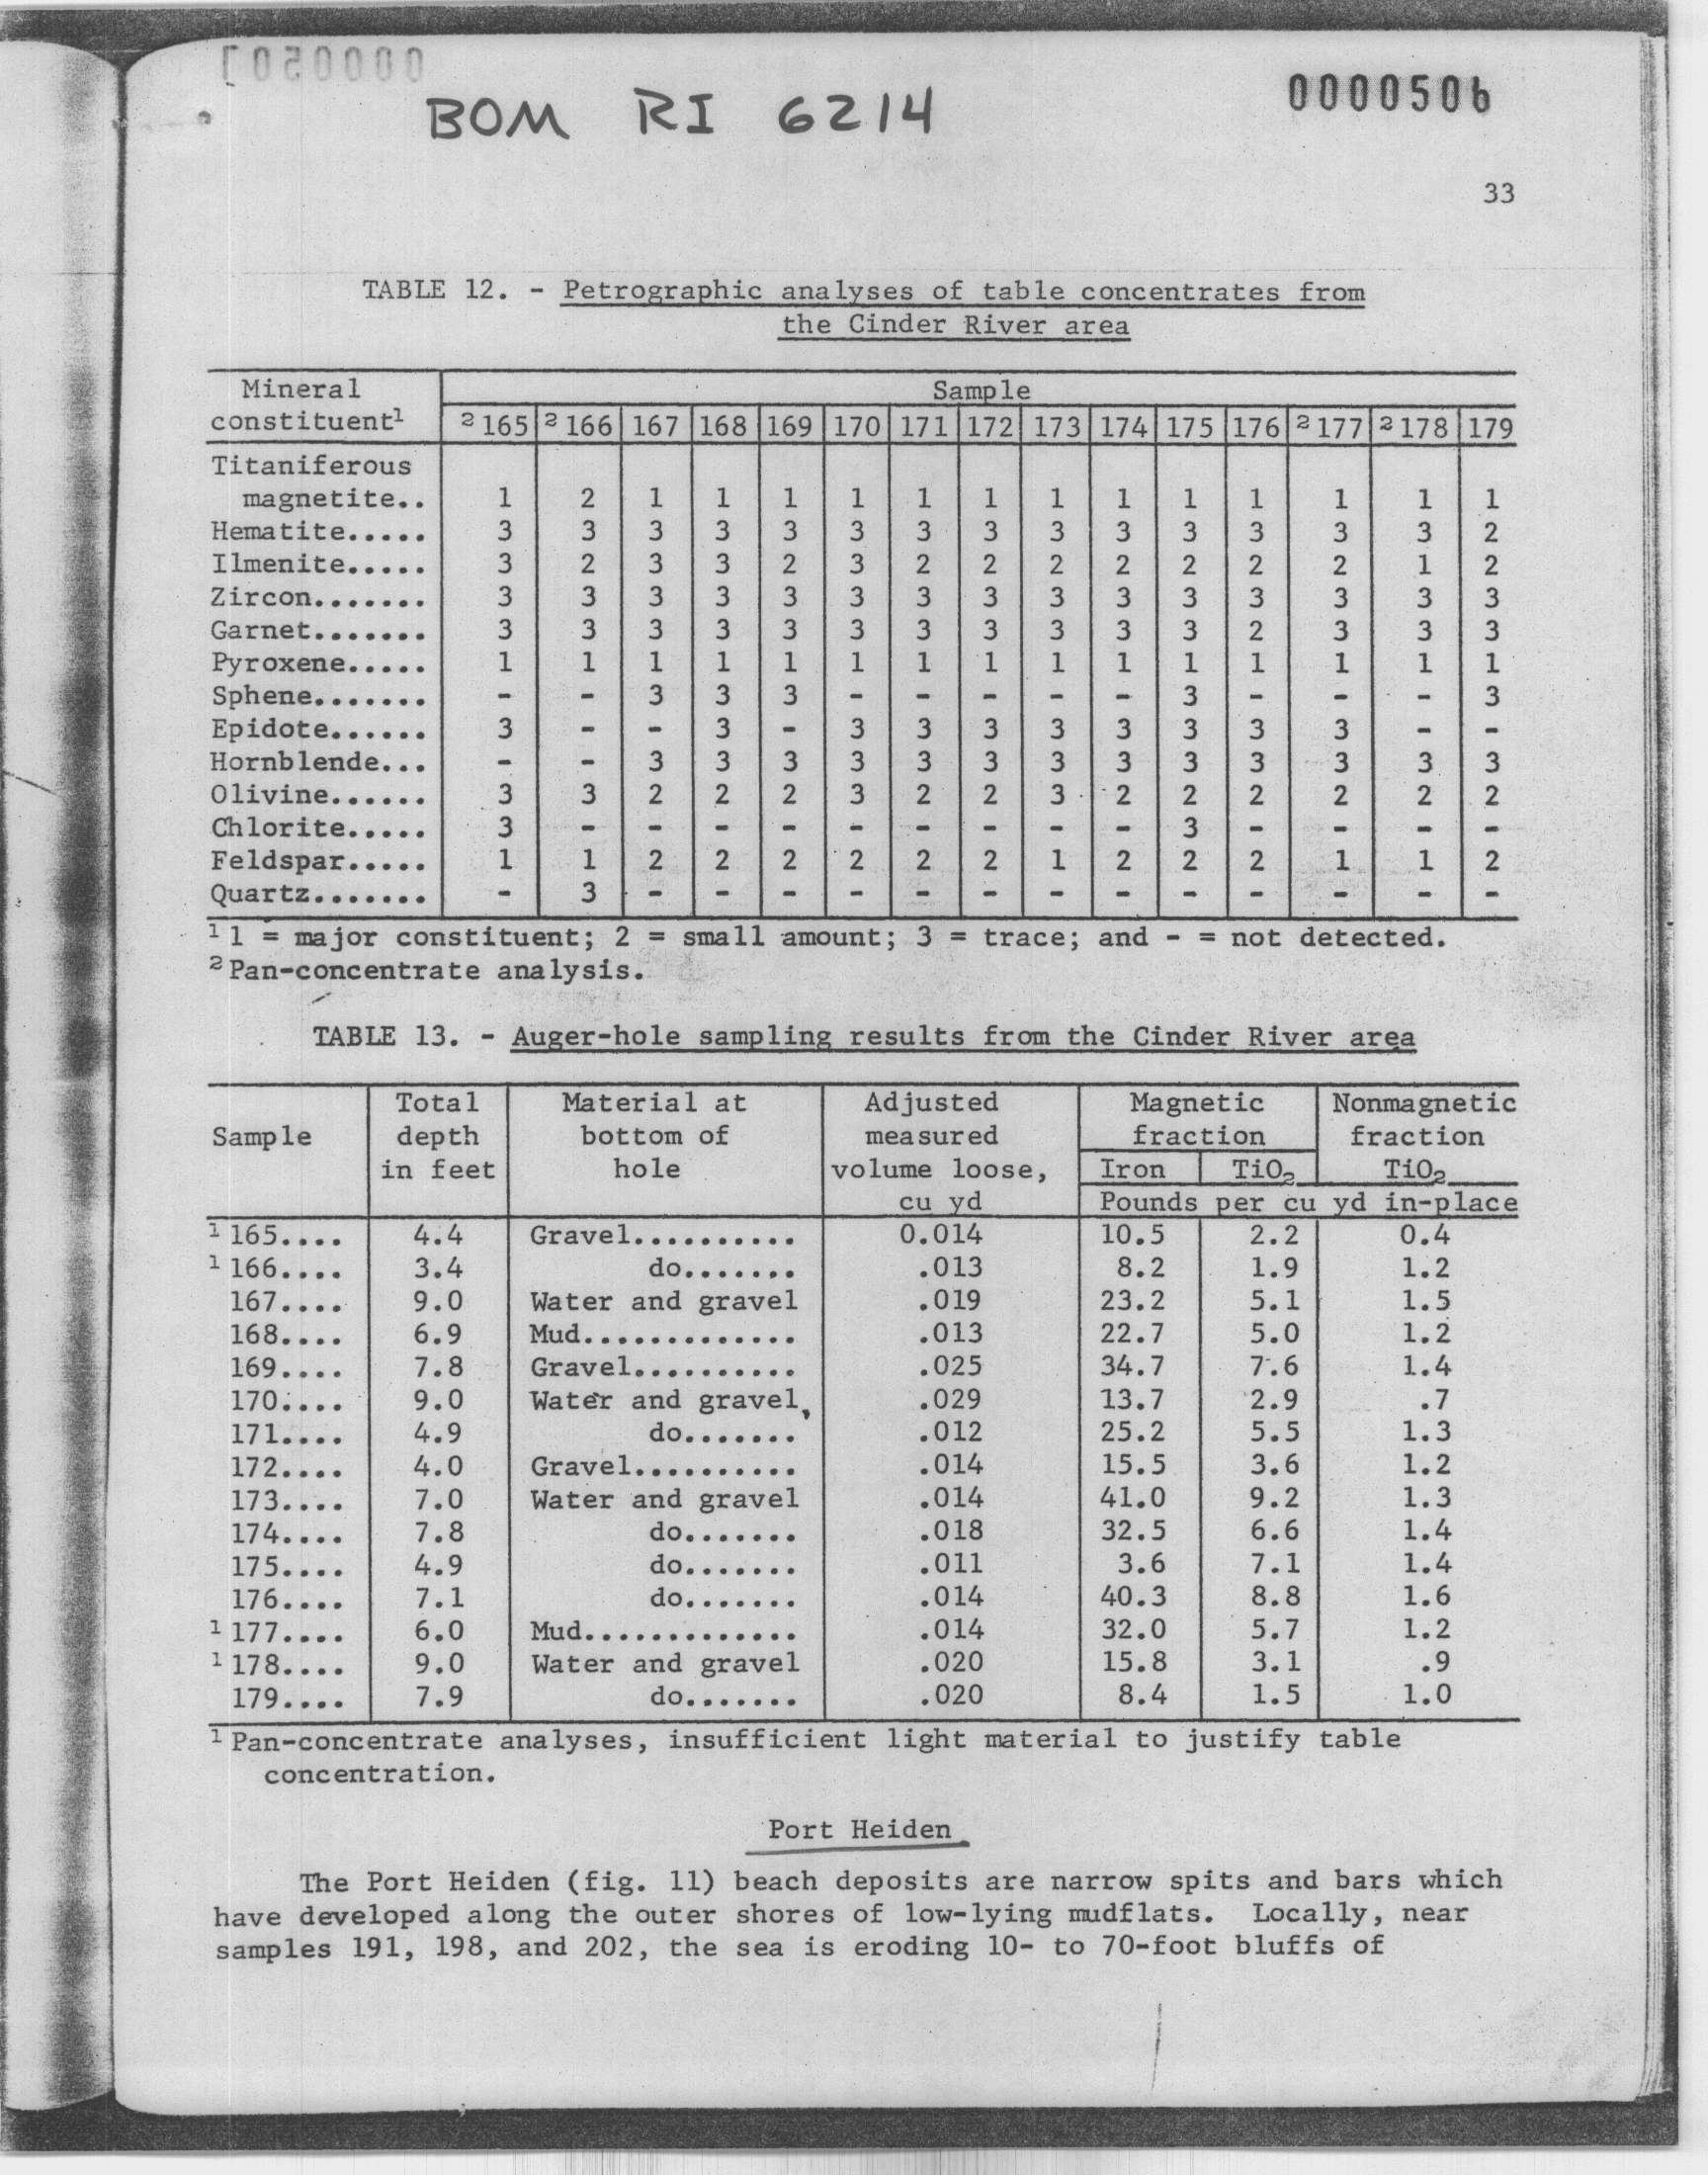 0000507
BOM RI 6214
0000506
33
TABLE 12. - Petrographic analyses of table concentrates from
the Cinder River area
Mineral Sample
constituent¹ ²165 ²166 167 168 169 170 171 172 173 174 175 176 ²177 ²178 179
Titaniferous
magnetite.. 1 2 1 1 1 1 1 1 1 1 1 1 1 1 1
Hematite..... 3 3 3 3 3 3 3 3 3 3 3 3 3 3 2
Ilmenite..... 3 2 3 3 2 3 2 2 2 2 2 2 2 1 2
Zircon....... 3 3 3 3 3 3 3 3 3 3 3 3 3 3 3
Garnet....... 3 3 3 3 3 3 3 3 3 3 3 2 3 3 3
Pyroxene..... 1 1 1 1 1 1 1 1 1 1 1 1 1 1 1
Sphene....... - - 3 3 3 - - - - - 3 - - - 3
Epidote...... 3 - - 3 - 3 3 3 3 3 3 3 3 - -
Hornblende... - - 3 3 3 3 3 3 3 3 3 3 3 3 3
Olivine...... 3 3 2 2 2 3 2 2 3 2 2 2 2 2 2
Chlorite..... 3 - - - - - - - - - 3 - - - -
Feldspar..... 1 1 2 2 2 2 2 2 1 2 2 2 1 1 2
Quartz....... - 3 - - - - - - - - - - - - -
¹1 = major constituent; 2 = small amount; 3 = trace; and - = not detected.
²Pan-concentrate analysis.
TABLE 13. - Auger-hole sampling results from the Cinder River area
Total Material at Adjusted Magnetic Nonmagnetic
Sample depth bottom of measured fraction fraction
in feet hole volume loose, Iron TiO₂ TiO₂
cu yd Pounds per cu yd in-place
¹165.... 4.4 Gravel.......... 0.014 10.5 2.2 0.4
¹166.... 3.4 do....... .013 8.2 1.9 1.2
167.... 9.0 Water and gravel .019 23.2 5.1 1.5
168.... 6.9 Mud............. .013 22.7 5.0 1.2
169.... 7.8 Gravel.......... .025 34.7 7.6 1.4
170.... 9.0 Water and gravel, .029 13.7 2.9 .7
171.... 4.9 do....... .012 25.2 5.5 1.3
172.... 4.0 Gravel.......... .014 15.5 3.6 1.2
173.... 7.0 Water and gravel .014 41.0 9.2 1.3
174.... 7.8 do....... .018 32.5 6.6 1.4
175.... 4.9 do....... .011 3.6 7.1 1.4
176.... 7.1 do....... .014 40.3 8.8 1.6
¹177.... 6.0 Mud............. .014 32.0 5.7 1.2
¹178.... 9.0 Water and gravel .020 15.8 3.1 .9
179.... 7.9 do....... .020 8.4 1.5 1.0
¹Pan-concentrate analyses, insufficient light material to justify table
concentration.
Port Heiden
The Port Heiden (fig. 11) beach deposits are narrow spits and bars which
have developed along the outer shores of low-lying mudflats. Locally, near
samples 191, 198, and 202, the sea is eroding 10- to 70-foot bluffs of